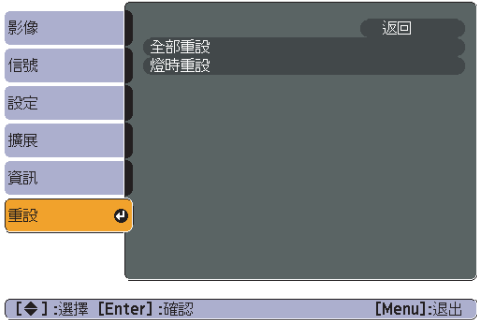 影像
信號
設定
擴展
資訊
重設
返回
全部重設
燈時重設
[◆]:選擇 [Enter]:確認 [Menu]:退出